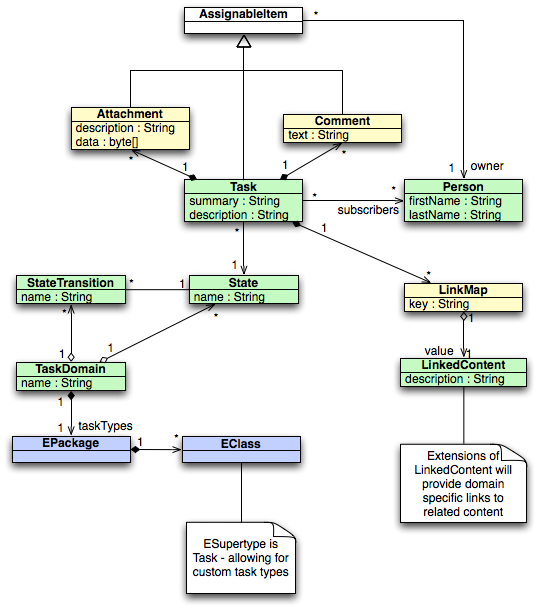 AssignableItem
*
Attachment
description : String
data : byte[]
Comment
text : String
*
1
1
*
1
owner
Task
summary : String
description : String
*
*
subscribers
Person
firstName : String
lastName : String
*
1
1
*
StateTransition
name : String
*
1
State
name : String
*
*
LinkMap
key : String
1
value
1
1
1
TaskDomain
name : String
LinkedContent
description : String
1
1
taskTypes
EPackage
1
*
EClass
Extensions of
LinkedContent will
provide domain
specific links to
related content
ESupertype is
Task - allowing for
custom task types